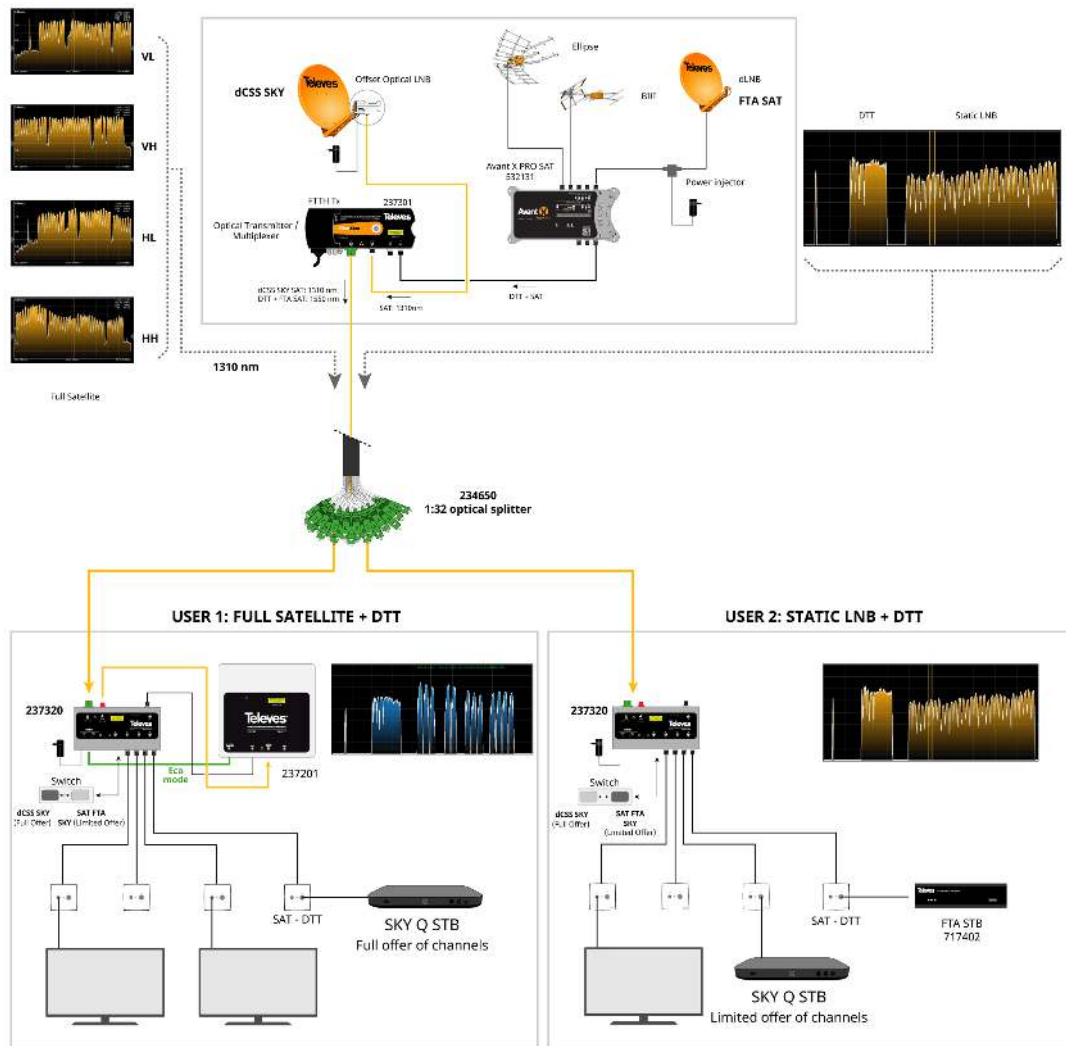 VL
VH
HL
HH
Full Satellite
1310 nm
dCSS SKY
Televes
Offset Optical LNB
Ellipse
BIII
Televes
dLNB
FTA SAT
Avant X PRO SAT
532131
Avant X
Power injector
FTTH Tx
237301
Televes
Optical Transmitter /
Multiplexer
dCSS SKY SAT: 1310 nm
DTT + FTA SAT: 1550 nm
SAT: 1310nm
DTT - SAT
DTT
Static LNB
234650
1:32 optical splitter
USER 1: FULL SATELLITE + DTT
237320
Televes
Televes
237201
Eco
mode
Switch
dCSS SKY
(Full Offer)
SAT FTA
SKY (Limited Offer)
SAT - DTT
SKY Q STB
Full offer of channels
USER 2: STATIC LNB + DTT
237320
Televes
Switch
dCSS SKY
(Full Offer)
SAT FTA
SKY
(Limited Offer)
SAT - DTT
Televes
FTA STB
717402
SKY Q STB
Limited offer of channels